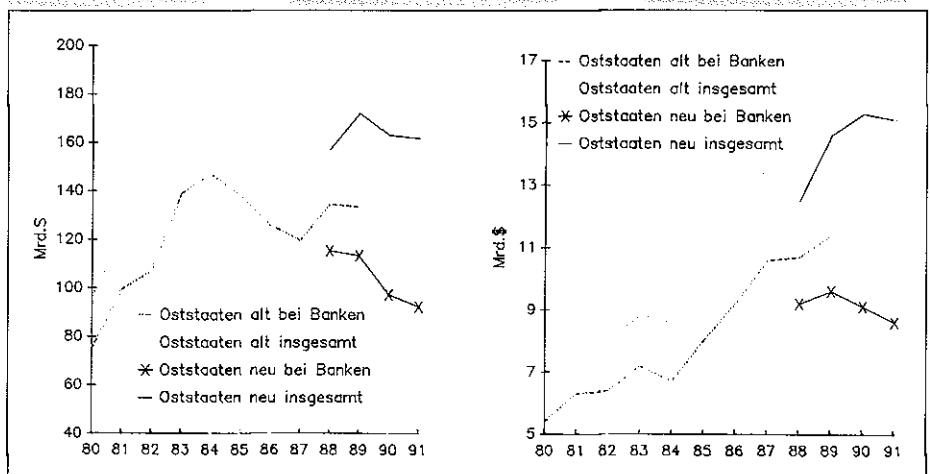 200
180
160
140
120
100
80
60
40
Mrd.$
80 81 82 83 84 85 86 87 88 89 90 91
Oststaaten alt bei Banken
Oststaaten alt insgesamt
Oststaaten neu bei Banken
Oststaaten neu insgesamt
17
15
13
11
9
7
5
Mrd.$
80 81 82 83 84 85 86 87 88 89 90 91
Oststaaten alt bei Banken
Oststaaten alt insgesamt
Oststaaten neu bei Banken
Oststaaten neu insgesamt